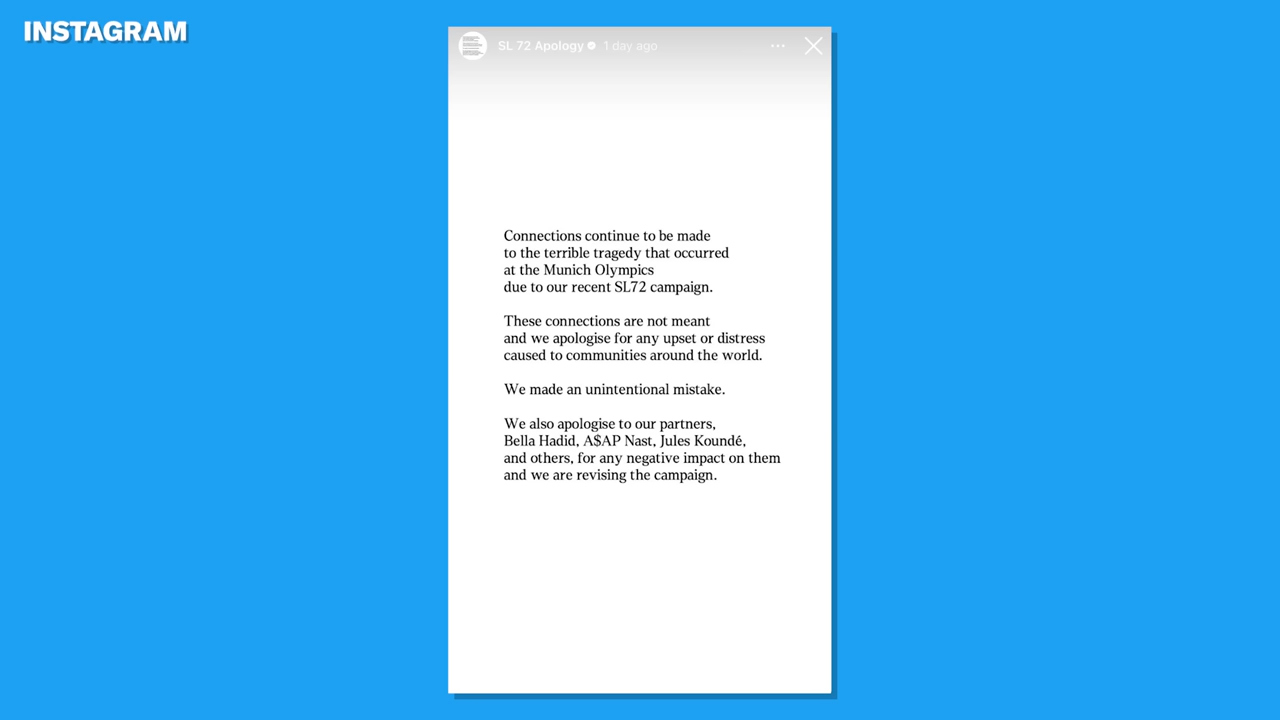 INSTAGRAM
SL 72 Apology 1 day ago
Connections continue to be made
to the terrible tragedy that occurred
at the Munich Olympics
due to our recent SL72 campaign.
These connections are not meant
and we apologise for any upset or distress
caused to communities around the world.
We made an unintentional mistake.
We also apologise to our partners,
Bella Hadid, A$AP Nast, Jules Koundé,
and others, for any negative impact on them
and we are revising the campaign.